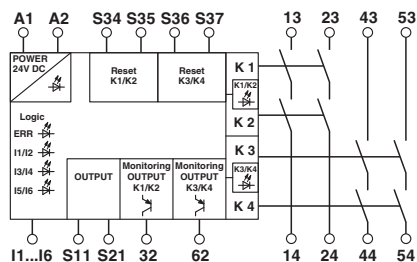 A1 A2 S34 S35 S36 S37 13 23 43 53
POWER
24V DC
Reset
K1/K2
Reset
K3/K4
K 1
K1/K2
K 2
Logic
ERR
I1/I2
I3/I4
I5/I6
OUTPUT
Monitoring
OUTPUT
K1/K2
Monitoring
OUTPUT
K3/K4
K 3
K3/K4
K 4
I1...I6 S11 S21 32 62 14 24 44 54